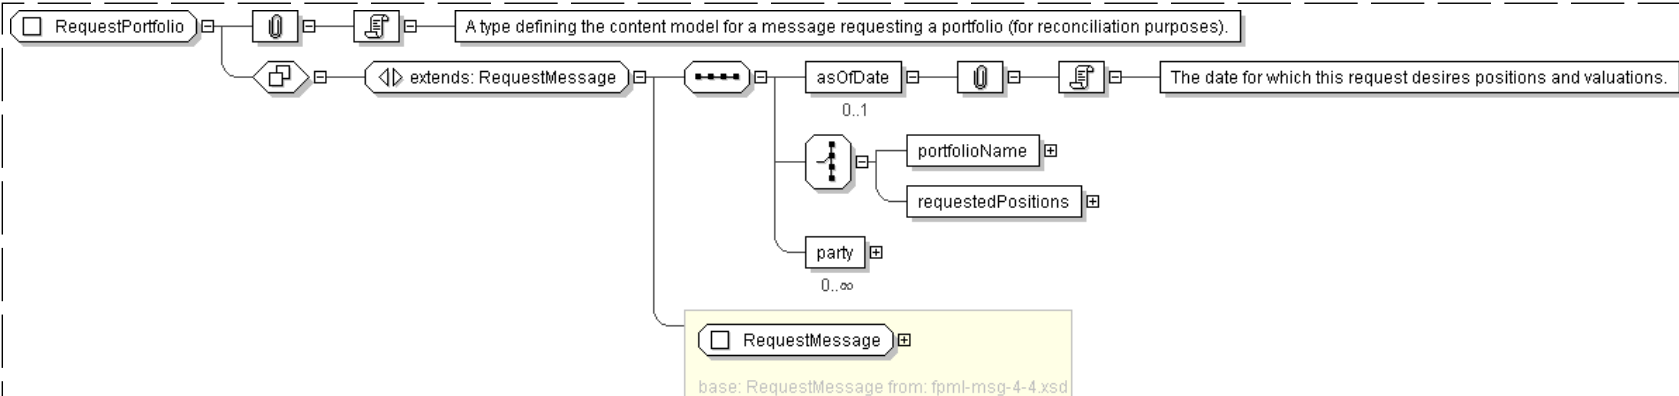 RequestPortfolio
A type defining the content model for a message requesting a portfolio (for reconciliation purposes).
extends: RequestMessage
asOfDate
The date for which this request desires positions and valuations.
0..1
portfolioName
requestedPositions
party
0..∞
RequestMessage
base: RequestMessage from: fpml-msg-4-4.xsd